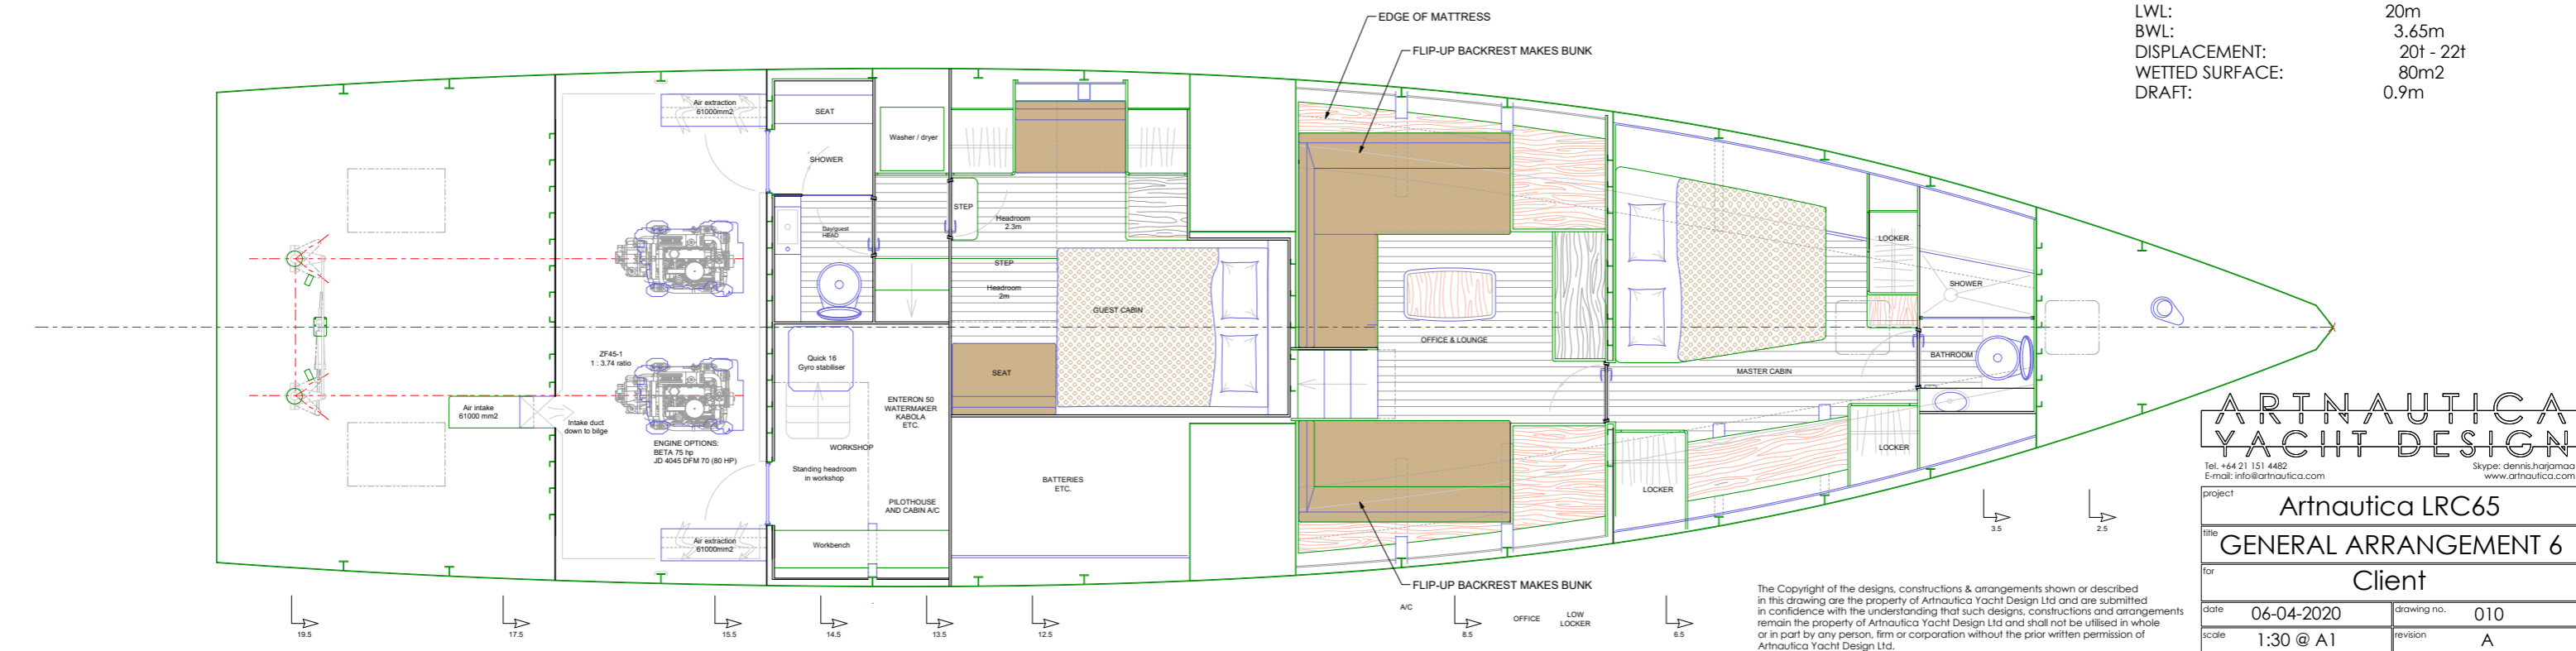 EDGE OF MATTRESS
FLIP-UP BACKREST MAKES BUNK
LWL: 20m
BWL: 3.65m
DISPLACEMENT: 20t - 22t
WETTED SURFACE: 80m2
DRAFT: 0.9m
Air extraction
61000mm2
SEAT
SHOWER
Washer / dryer
STEP
Headroom
2.3m
Day/guest
HEAD
STEP
Headroom
2m
GUEST CABIN
SEAT
OFFICE & LOUNGE
MASTER CABIN
LOCKER
SHOWER
BATHROOM
LOCKER
LOCKER
ZF45-1
1 : 3.74 ratio
Quick 16
Gyro stabiliser
Air intake
61000 mm2
Intake duct
down to bilge
ENGINE OPTIONS:
BETA 75 hp
JD 4045 DFM 70 (80 HP)
ENTERON 50
WATERMAKER
KABOLA
ETC.
WORKSHOP
Standing headroom
in workshop
PILOTHOUSE
AND CABIN A/C
BATTERIES
ETC.
Air extraction
61000mm2
Workbench
FLIP-UP BACKREST MAKES BUNK
A/C
OFFICE
LOW
LOCKER
19.5
17.5
15.5
14.5
13.5
12.5
8.5
6.5
3.5
2.5
The Copyright of the designs, constructions & arrangements shown or described
in this drawing are the property of Artnautica Yacht Design Ltd and are submitted
in confidence with the understanding that such designs, constructions and arrangements
remain the property of Artnautica Yacht Design Ltd and shall not be utilised in whole
or in part by any person, firm or corporation without the prior written permission of
Artnautica Yacht Design Ltd.
ARTNAUTICA
YACHT DESIGN
Tel. +64 21 151 4482 Skype: dennis.harjamaa
E-mail: info@artnautica.com www.artnautica.com
project
Artnautica LRC65
title
GENERAL ARRANGEMENT 6
for
Client
date 06-04-2020 drawing no. 010
scale 1:30 @ A1 revision A